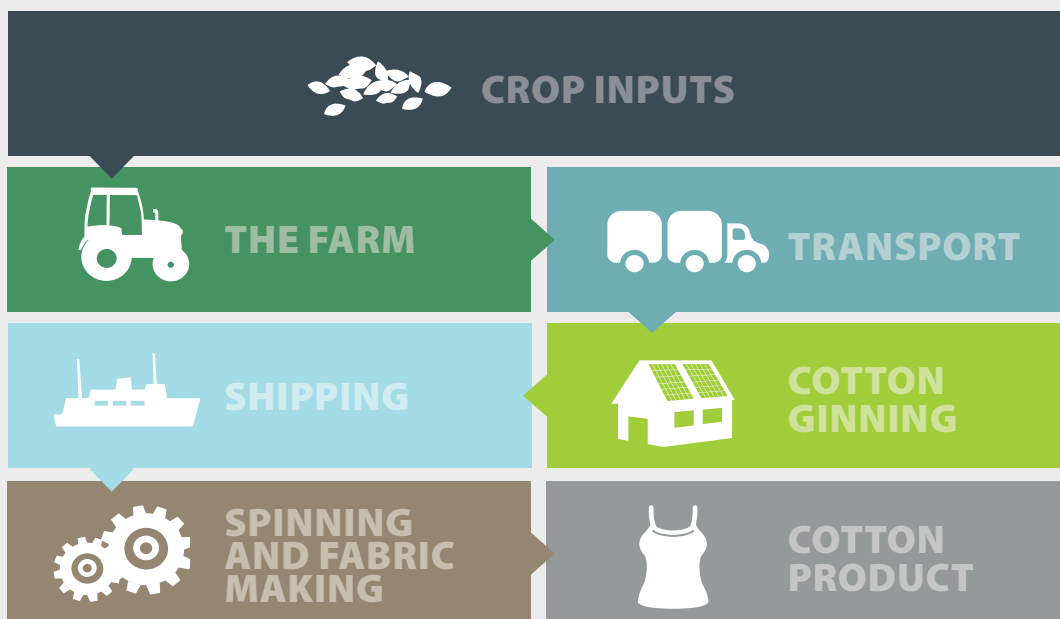 CROP INPUTS
THE FARM
TRANSPORT
SHIPPING
COTTON
GINNING
SPINNING
AND FABRIC
MAKING
COTTON
PRODUCT